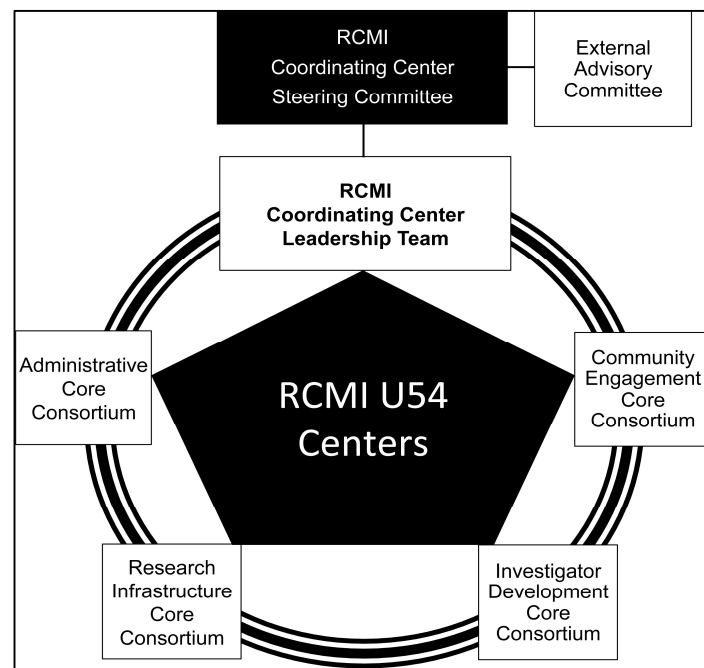 RCMI
Coordinating Center
Steering Committee
External
Advisory
Committee
RCMI
Coordinating Center
Leadership Team
Administrative
Core
Consortium
RCMI U54
Centers
Community
Engagement
Core
Consortium
Research
Infrastructure
Core
Consortium
Investigator
Development
Core
Consortium